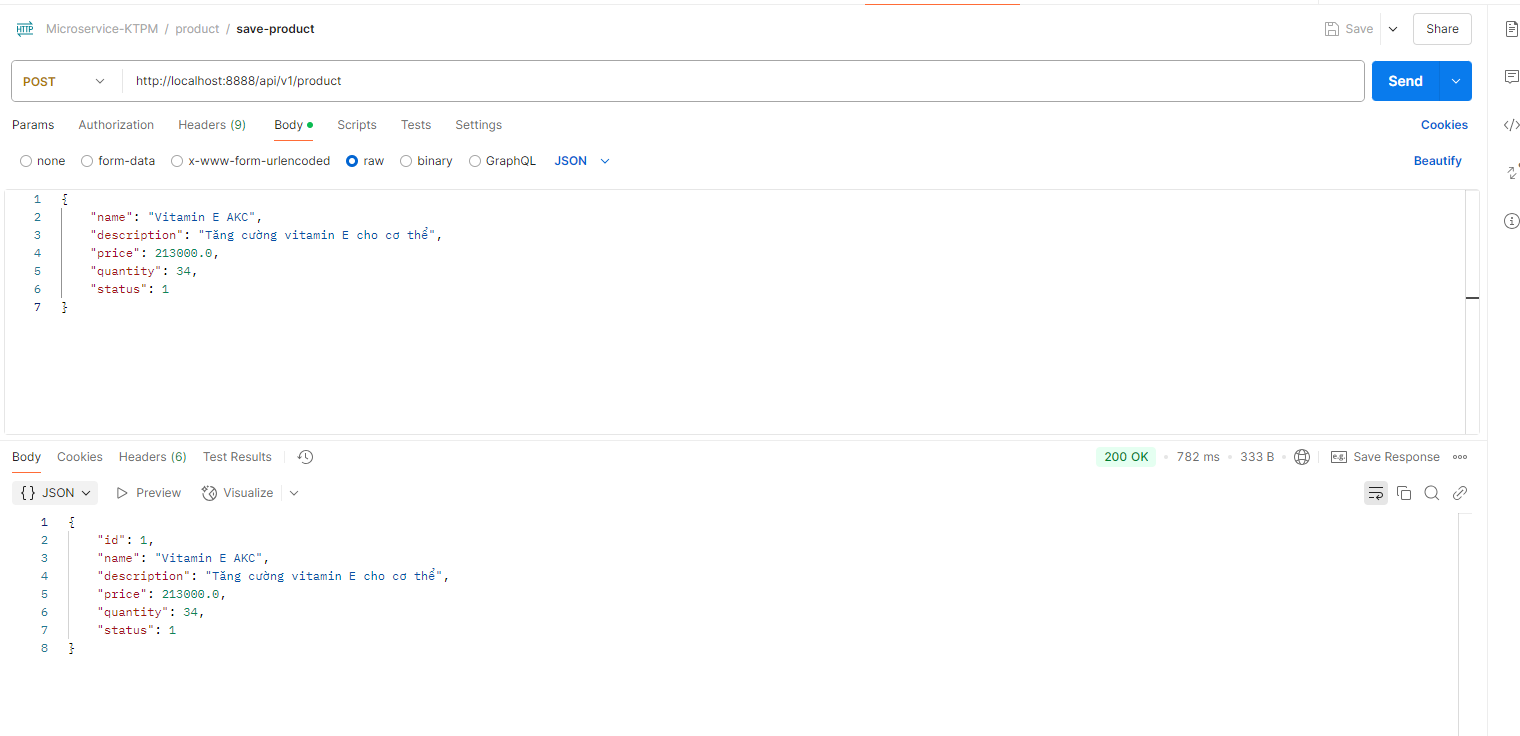 HTTP Microservice-KTPM / product / save-product Save Share
POST http://localhost:8888/api/v1/product Send
Params Authorization Headers (9) Body Scripts Tests Settings Cookies
none form-data x-www-form-urlencoded raw binary GraphQL JSON Beautify
1 {
2 "name": "Vitamin E AKC",
3 "description": "Tăng cường vitamin E cho cơ thể",
4 "price": 213000.0,
5 "quantity": 34,
6 "status": 1
7 }
Body Cookies Headers (6) Test Results 200 OK 782 ms 333 B e.g. Save Response
{} JSON Preview Visualize
1 {
2 "id": 1,
3 "name": "Vitamin E AKC",
4 "description": "Tăng cường vitamin E cho cơ thể",
5 "price": 213000.0,
6 "quantity": 34,
7 "status": 1
8 }